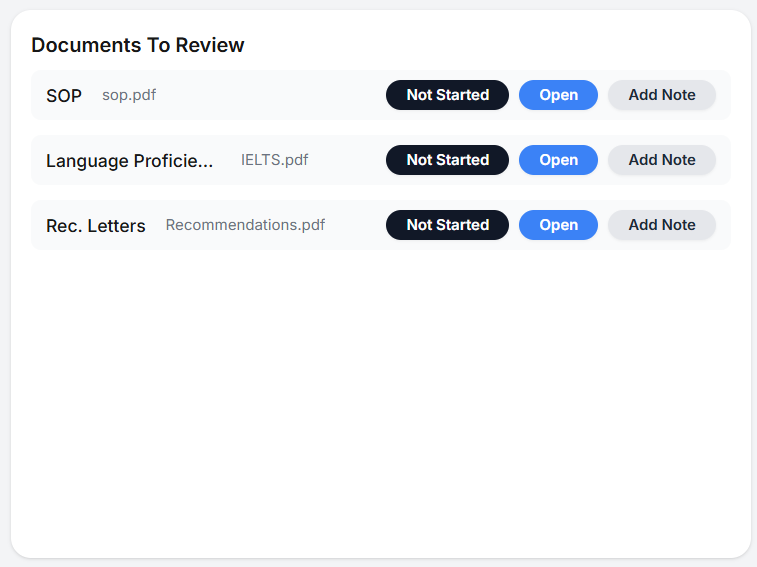 Documents To Review
SOP sop.pdf Not Started Open Add Note
Language Proficie... IELTS.pdf Not Started Open Add Note
Rec. Letters Recommendations.pdf Not Started Open Add Note